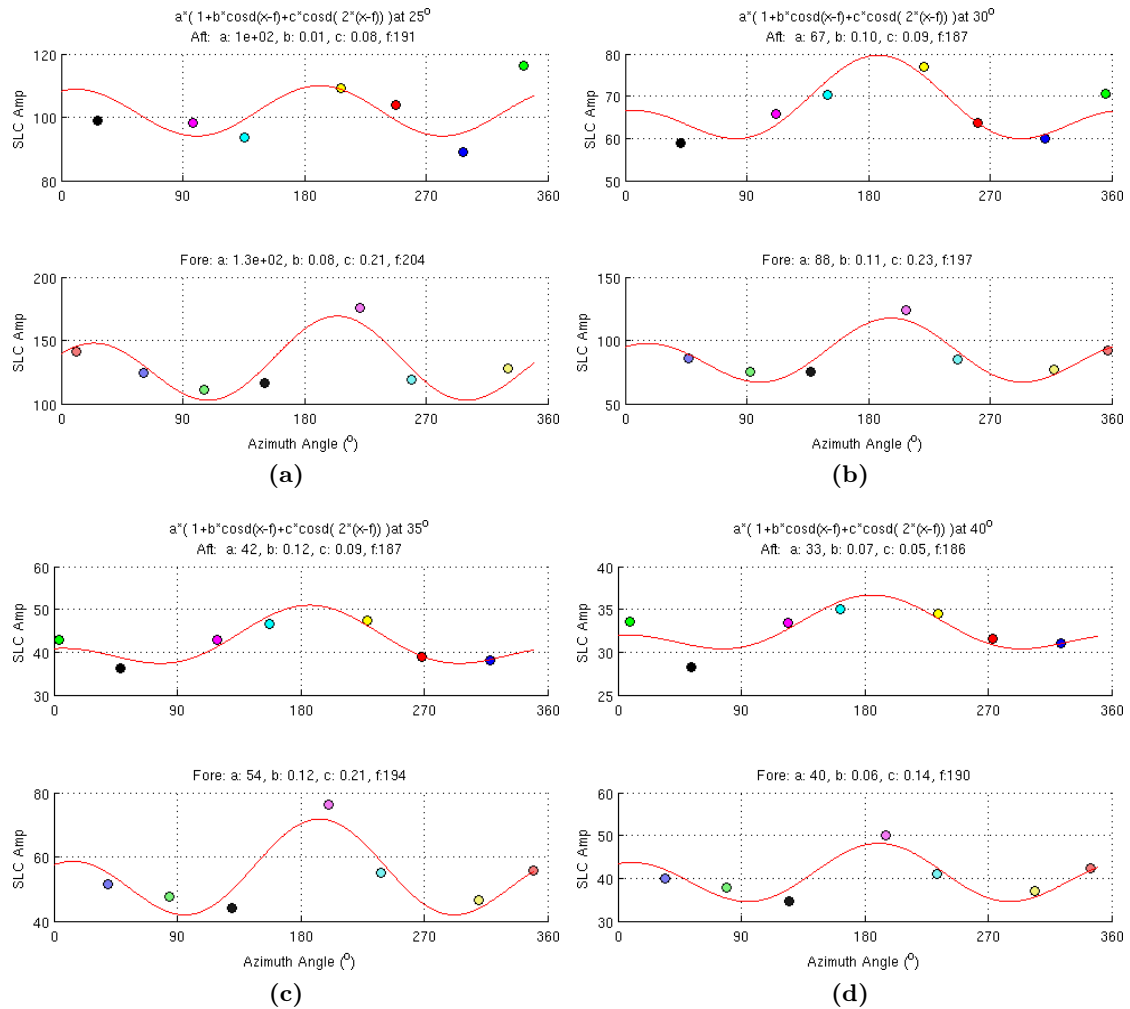 a*( 1+b*cosd(x-f)+c*cosd( 2*(x-f)) )at 25°
Aft: a: 1e+02, b: 0.01, c: 0.08, f:191
120
100
80
SLC Amp
0 90 180 270 360
Fore: a: 1.3e+02, b: 0.08, c: 0.21, f:204
200
150
100
SLC Amp
0 90 180 270 360
Azimuth Angle (°)
(a)
a*( 1+b*cosd(x-f)+c*cosd( 2*(x-f)) )at 30°
Aft: a: 67, b: 0.10, c: 0.09, f:187
80
70
60
50
SLC Amp
0 90 180 270 360
Fore: a: 88, b: 0.11, c: 0.23, f:197
150
100
50
SLC Amp
0 90 180 270 360
Azimuth Angle (°)
(b)
a*( 1+b*cosd(x-f)+c*cosd( 2*(x-f)) )at 35°
Aft: a: 42, b: 0.12, c: 0.09, f:187
60
50
40
30
SLC Amp
0 90 180 270 360
Fore: a: 54, b: 0.12, c: 0.21, f:194
80
60
40
SLC Amp
0 90 180 270 360
Azimuth Angle (°)
(c)
a*( 1+b*cosd(x-f)+c*cosd( 2*(x-f)) )at 40°
Aft: a: 33, b: 0.07, c: 0.05, f:186
40
35
30
25
SLC Amp
0 90 180 270 360
Fore: a: 40, b: 0.06, c: 0.14, f:190
60
50
40
30
SLC Amp
0 90 180 270 360
Azimuth Angle (°)
(d)